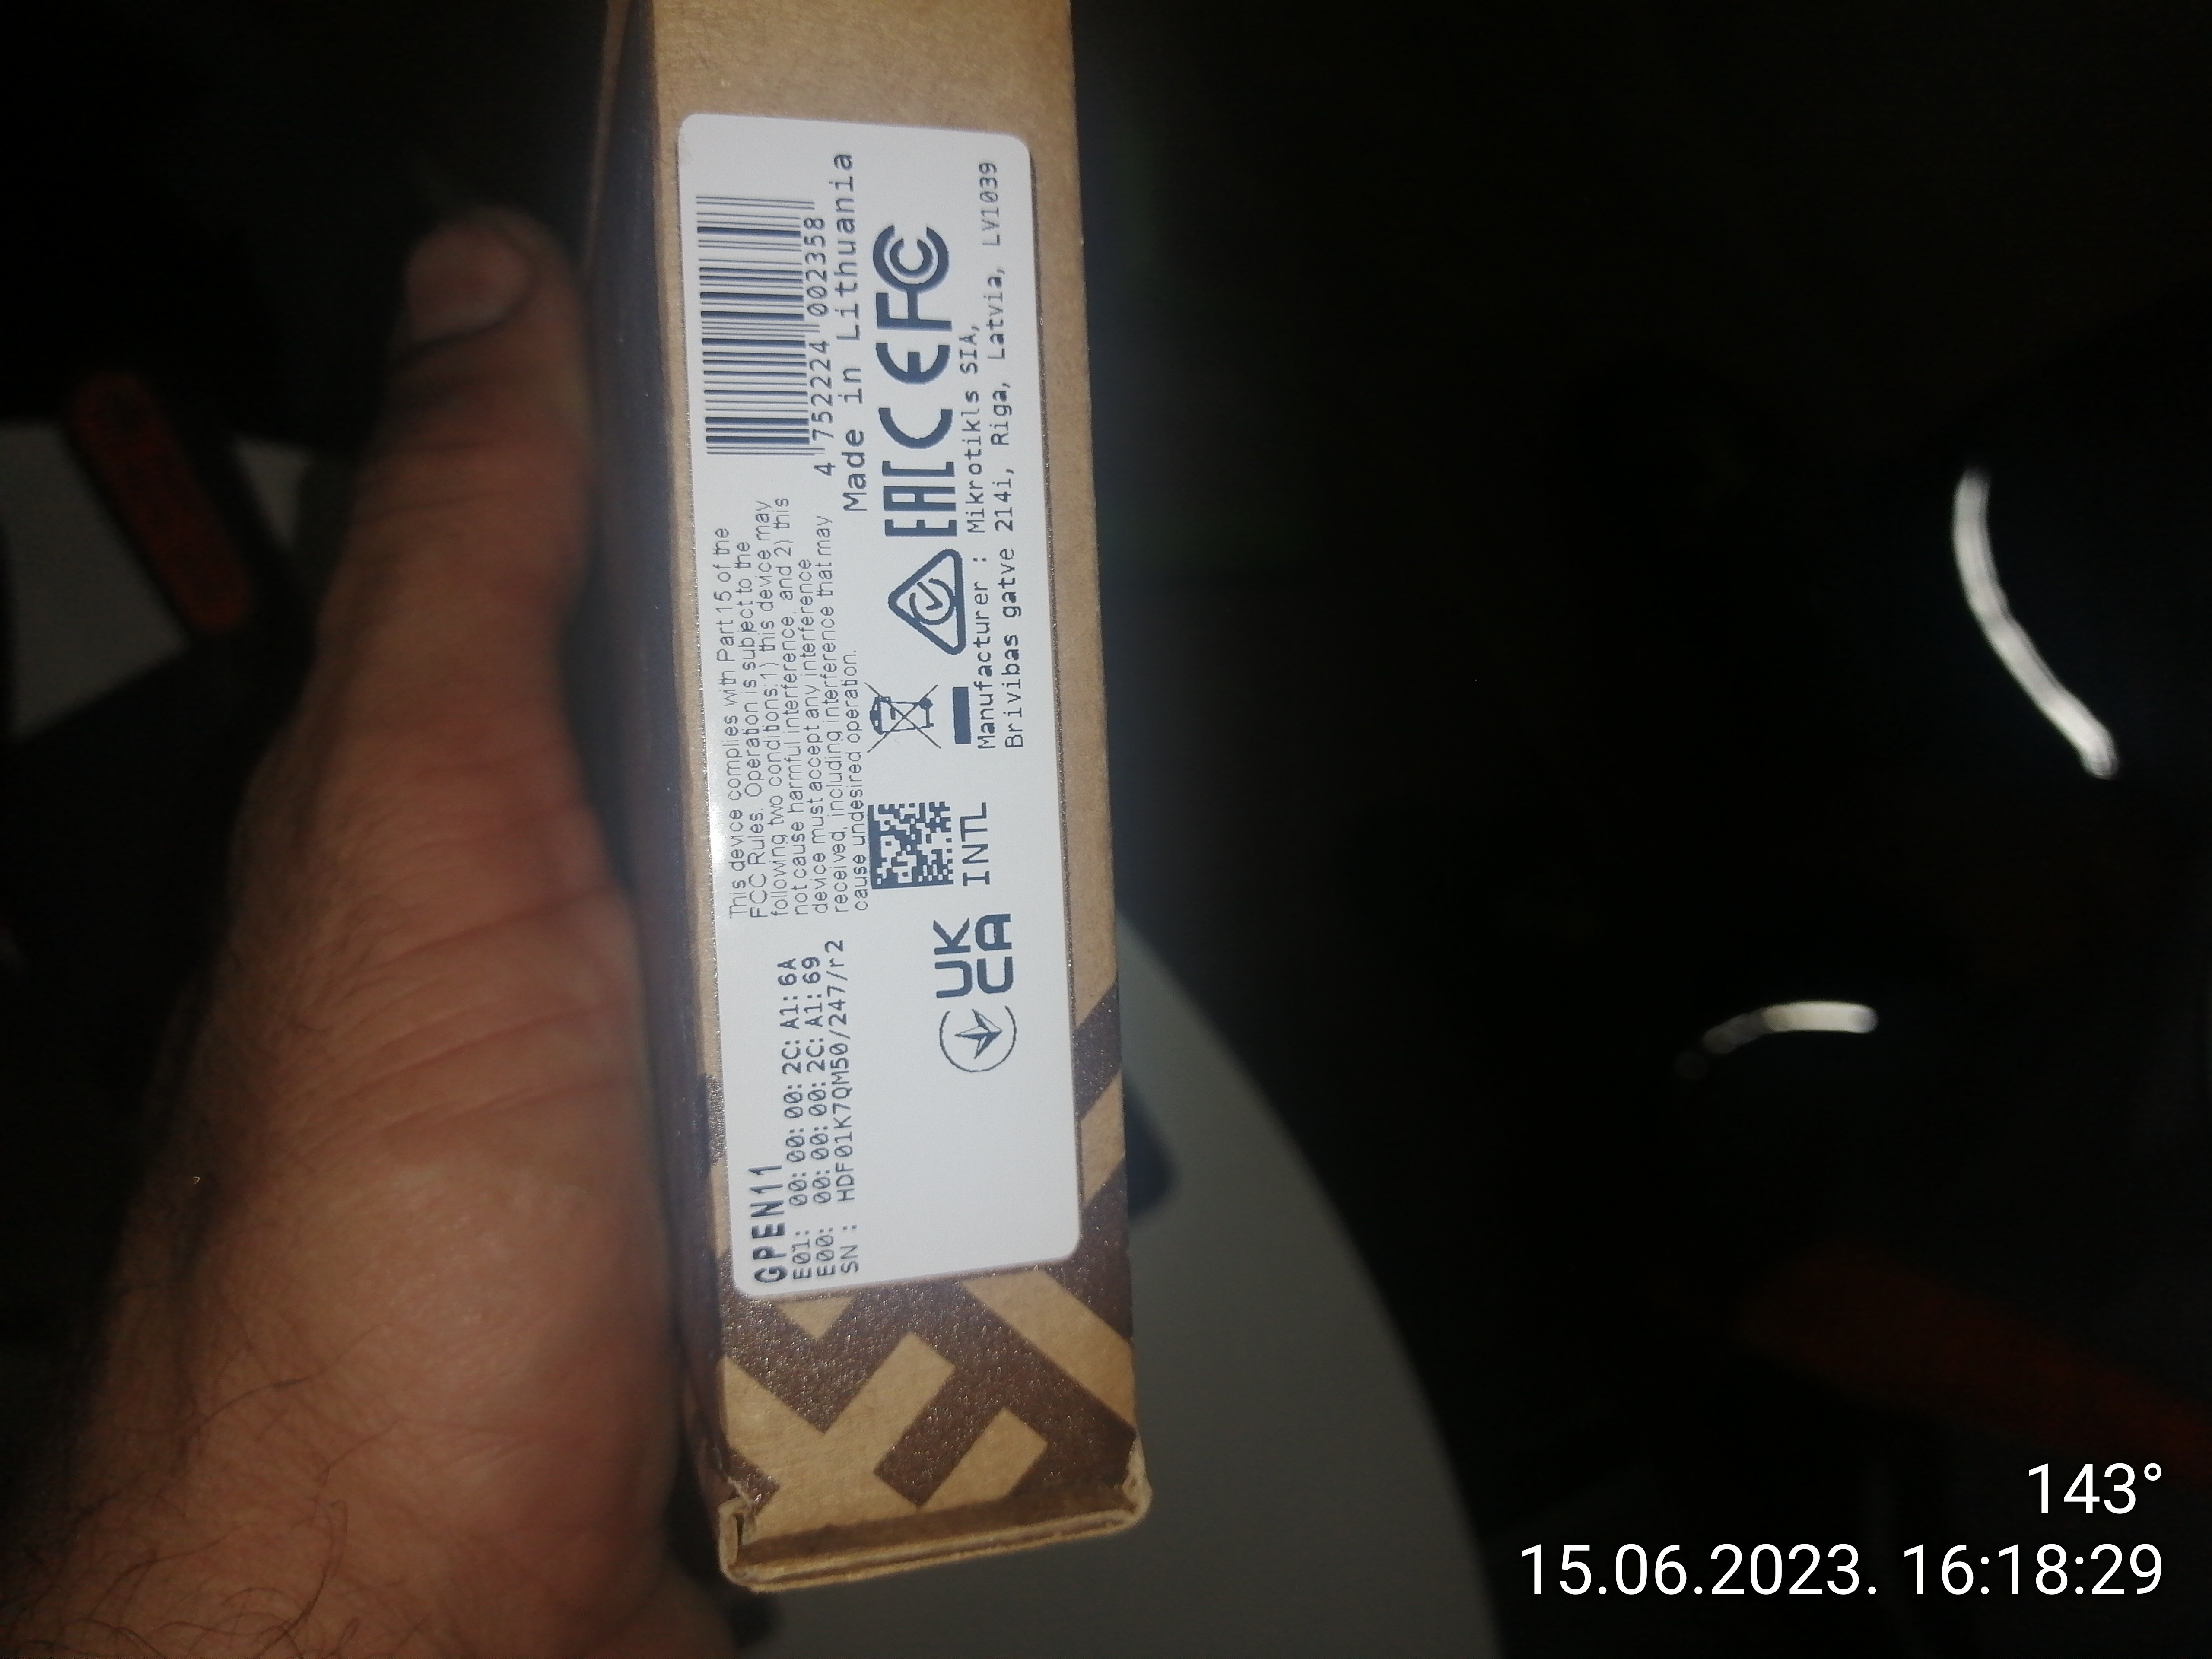 GPEN11
E01: 00:00:00:2C:A1:6A
E00: 00:00:00:2C:A1:69
SN : HDF01K7QM50/247/r2
This device complies with Part 15 of the
FCC Rules. Operation is subject to the
following two conditions:1) this device may
not cause harmful interference, and 2) this
device must accept any interference
received, including interference that may
cause undesired operation.
4 752224 002358
Made in Lithuania
UK
CA
INTL
EAC CE FC
Manufacturer : Mikrotikls SIA,
Brivibas gatve 214i, Riga, Latvia, LV1039
143°
15.06.2023. 16:18:29